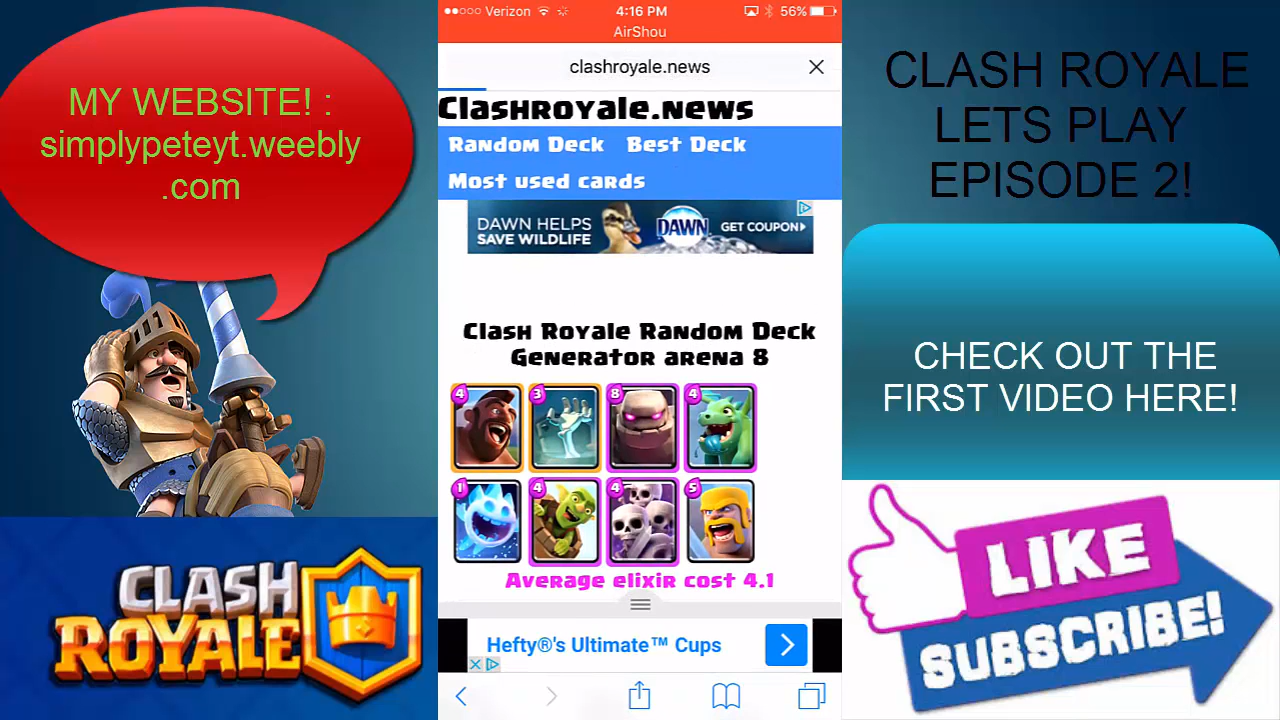 MY WEBSITE! :
simplypeteyt.weebly
.com
CLASH
ROYALE
Verizon 4:16 PM 56%
AirShou
clashroyale.news
Clashroyale.news
Random Deck Best Deck
Most used cards
DAWN HELPS
SAVE WILDLIFE
DAWN
GET COUPON
Clash Royale Random Deck
Generator arena 8
4 3 8 4
1 4 4 5
Average elixir cost 4.1
Hefty®'s Ultimate™ Cups
CLASH ROYALE
LETS PLAY
EPISODE 2!
CHECK OUT THE
FIRST VIDEO HERE!
LIKE
SUBSCRIBE!